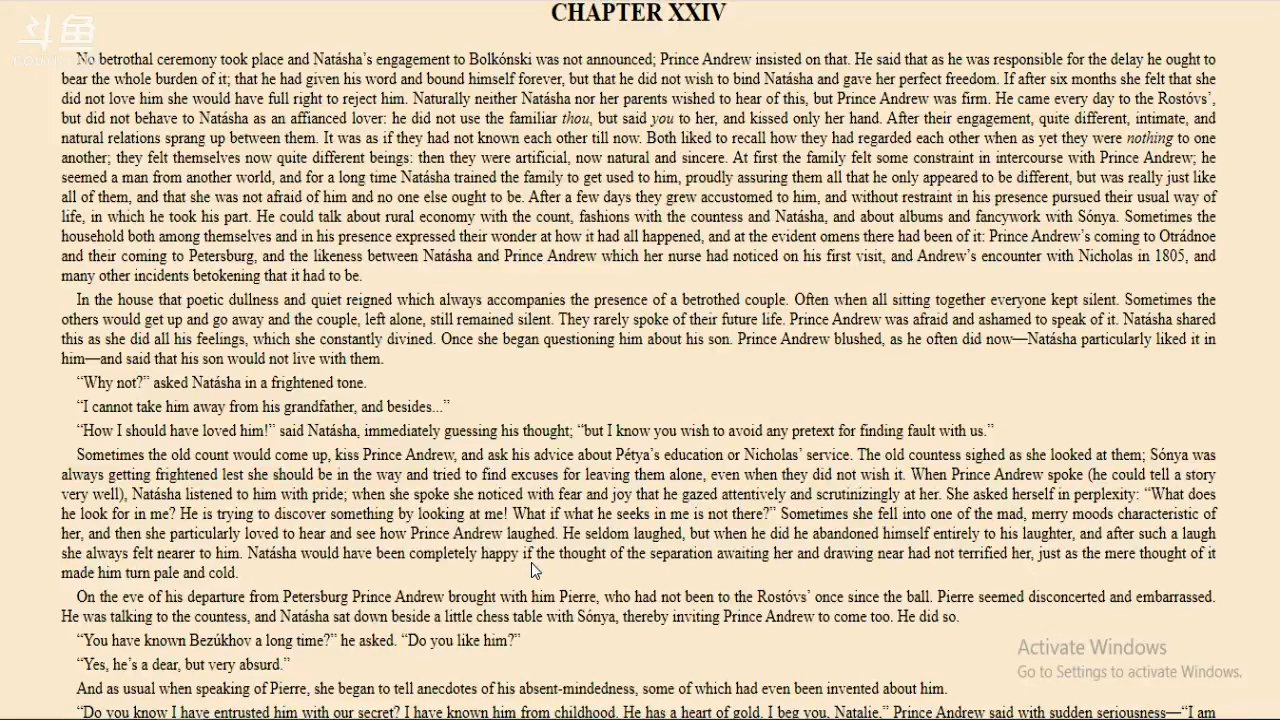 斗鱼
CHAPTER XXIV
No betrothal ceremony took place and Natásha’s engagement to Bolkónski was not announced; Prince Andrew insisted on that. He said that as he was responsible for the delay he ought to
bear the whole burden of it; that he had given his word and bound himself forever, but that he did not wish to bind Natásha and gave her perfect freedom. If after six months she felt that she
did not love him she would have full right to reject him. Naturally neither Natásha nor her parents wished to hear of this, but Prince Andrew was firm. He came every day to the Rostóvs’,
but did not behave to Natásha as an affianced lover: he did not use the familiar thou, but said you to her, and kissed only her hand. After their engagement, quite different, intimate, and
natural relations sprang up between them. It was as if they had not known each other till now. Both liked to recall how they had regarded each other when as yet they were nothing to one
another; they felt themselves now quite different beings: then they were artificial, now natural and sincere. At first the family felt some constraint in intercourse with Prince Andrew; he
seemed a man from another world, and for a long time Natásha trained the family to get used to him, proudly assuring them all that he only appeared to be different, but was really just like
all of them, and that she was not afraid of him and no one else ought to be. After a few days they grew accustomed to him, and without restraint in his presence pursued their usual way of
life, in which he took his part. He could talk about rural economy with the count, fashions with the countess and Natásha, and about albums and fancywork with Sónya. Sometimes the
household both among themselves and in his presence expressed their wonder at how it had all happened, and at the evident omens there had been of it: Prince Andrew’s coming to Otrádnoe
and their coming to Petersburg, and the likeness between Natásha and Prince Andrew which her nurse had noticed on his first visit, and Andrew’s encounter with Nicholas in 1805, and
many other incidents betokening that it had to be.
In the house that poetic dullness and quiet reigned which always accompanies the presence of a betrothed couple. Often when all sitting together everyone kept silent. Sometimes the
others would get up and go away and the couple, left alone, still remained silent. They rarely spoke of their future life. Prince Andrew was afraid and ashamed to speak of it. Natásha shared
this as she did all his feelings, which she constantly divined. Once she began questioning him about his son. Prince Andrew blushed, as he often did now—Natásha particularly liked it in
him—and said that his son would not live with them.
“Why not?” asked Natásha in a frightened tone.
“I cannot take him away from his grandfather, and besides...”
“How I should have loved him!” said Natásha, immediately guessing his thought; “but I know you wish to avoid any pretext for finding fault with us.”
Sometimes the old count would come up, kiss Prince Andrew, and ask his advice about Pétya’s education or Nicholas’ service. The old countess sighed as she looked at them; Sónya was
always getting frightened lest she should be in the way and tried to find excuses for leaving them alone, even when they did not wish it. When Prince Andrew spoke (he could tell a story
very well), Natásha listened to him with pride; when she spoke she noticed with fear and joy that he gazed attentively and scrutinizingly at her. She asked herself in perplexity: “What does
he look for in me? He is trying to discover something by looking at me! What if what he seeks in me is not there?” Sometimes she fell into one of the mad, merry moods characteristic of
her, and then she particularly loved to hear and see how Prince Andrew laughed. He seldom laughed, but when he did he abandoned himself entirely to his laughter, and after such a laugh
she always felt nearer to him. Natásha would have been completely happy if the thought of the separation awaiting her and drawing near had not terrified her, just as the mere thought of it
made him turn pale and cold.
On the eve of his departure from Petersburg Prince Andrew brought with him Pierre, who had not been to the Rostóvs’ once since the ball. Pierre seemed disconcerted and embarrassed.
He was talking to the countess, and Natásha sat down beside a little chess table with Sónya, thereby inviting Prince Andrew to come too. He did so.
“You have known Bezúkhov a long time?” he asked. “Do you like him?”
“Yes, he’s a dear, but very absurd.”
And as usual when speaking of Pierre, she began to tell anecdotes of his absent-mindedness, some of which had even been invented about him.
“Do you know I have entrusted him with our secret? I have known him from childhood. He has a heart of gold. I beg you, Natalie,” Prince Andrew said with sudden seriousness—“I am
Activate Windows
Go to Settings to activate Windows.